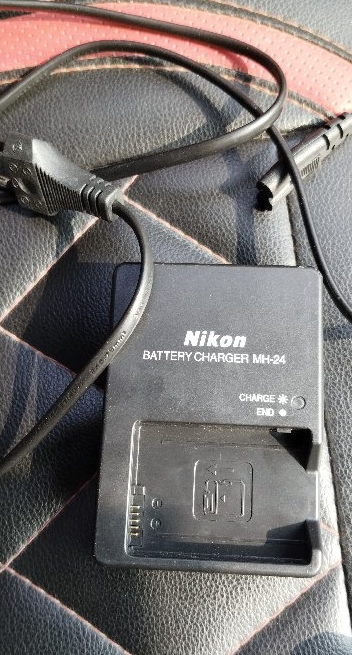 Nikon
BATTERY CHARGER MH-24
CHARGE
END